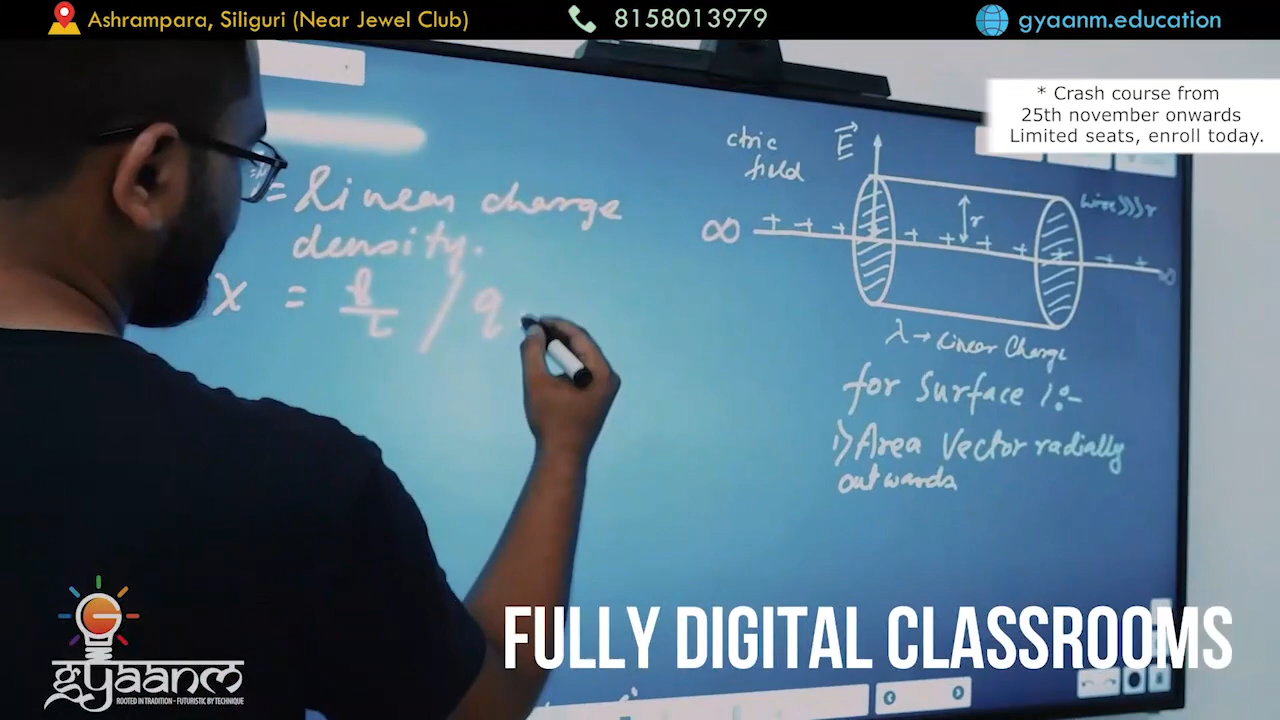 Ashrampara, Siliguri (Near Jewel Club)
8158013979
gyaanm.education
* Crash course from
25th november onwards
Limited seats, enroll today.
= Linear charge
density.
λ = q/l / q
ctric
field
E
wire>>>r
∞ + + + + + + + + + + ∞
r
λ → Linear Charge
for Surface 1:-
1) Area Vector radially
outwards
FULLY DIGITAL CLASSROOMS
gyaanm
ROOTED IN TRADITION - FUTURISTIC BY TECHNIQUE